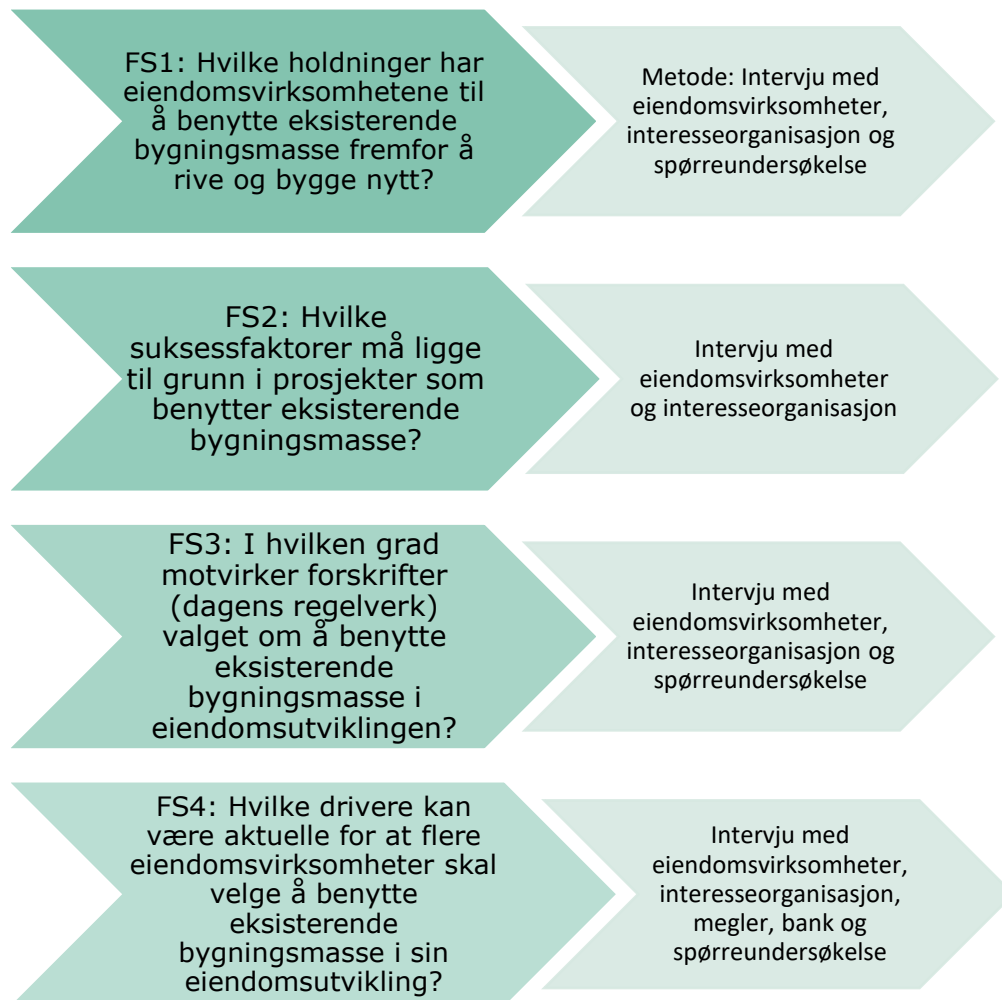 FS1: Hvilke holdninger har
eiendomsvirksomhetene til
å benytte eksisterende
bygningsmasse fremfor å
rive og bygge nytt?
Metode: Intervju med
eiendomsvirksomheter,
interesseorganisasjon og
spørreundersøkelse
FS2: Hvilke
suksessfaktorer må ligge
til grunn i prosjekter som
benytter eksisterende
bygningsmasse?
Intervju med
eiendomsvirksomheter
og interesseorganisasjon
FS3: I hvilken grad
motvirker forskrifter
(dagens regelverk)
valget om å benytte
eksisterende
bygningsmasse i
eiendomsutviklingen?
Intervju med
eiendomsvirksomheter,
interesseorganisasjon og
spørreundersøkelse
FS4: Hvilke drivere kan
være aktuelle for at flere
eiendomsvirksomheter skal
velge å benytte
eksisterende
bygningsmasse i sin
eiendomsutvikling?
Intervju med
eiendomsvirksomheter,
interesseorganisasjon,
megler, bank og
spørreundersøkelse